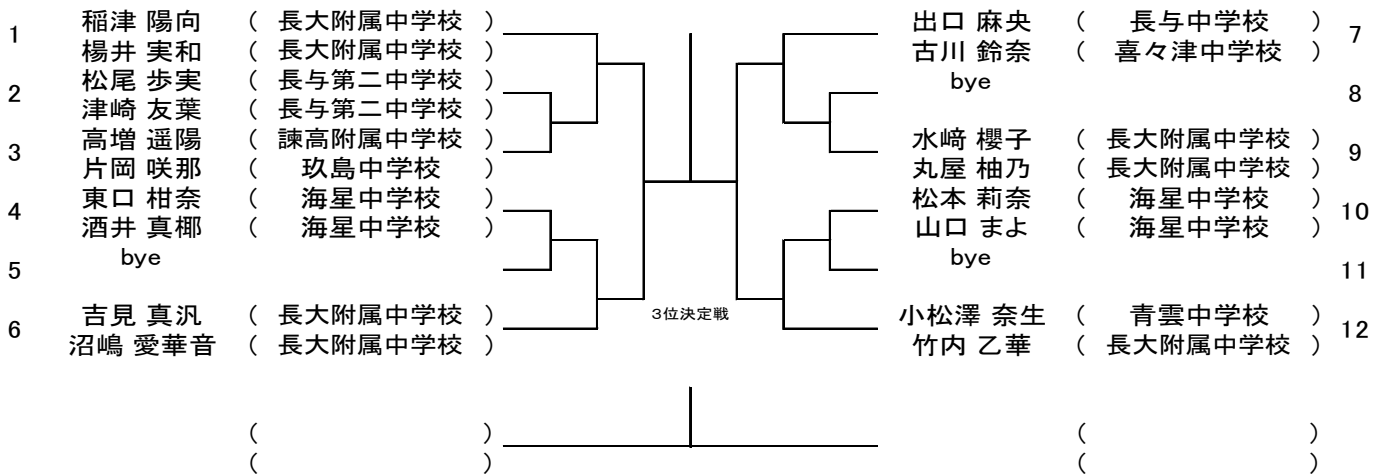 1
稲津 陽向 ( 長大附属中学校 )
楊井 実和 ( 長大附属中学校 )
2
松尾 歩実 ( 長与第二中学校 )
津崎 友葉 ( 長与第二中学校 )
3
高増 遥陽 ( 諫高附属中学校 )
片岡 咲那 ( 玖島中学校 )
4
東口 柑奈 ( 海星中学校 )
酒井 真椰 ( 海星中学校 )
5
bye
6
吉見 真汎 ( 長大附属中学校 )
沼嶋 愛華音 ( 長大附属中学校 )
( )
( )
3位決定戦
出口 麻央 ( 長与中学校 )
古川 鈴奈 ( 喜々津中学校 )
7
bye
8
水﨑 櫻子 ( 長大附属中学校 )
丸屋 柚乃 ( 長大附属中学校 )
9
松本 莉奈 ( 海星中学校 )
山口 まよ ( 海星中学校 )
10
bye
11
小松澤 奈生 ( 青雲中学校 )
竹内 乙華 ( 長大附属中学校 )
12
( )
( )